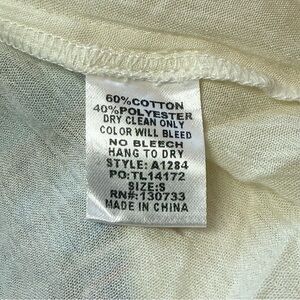 60%COTTON
40%POLYESTER
DRY CLEAN ONLY
COLOR WILL BLEED
NO BLEECH
HANG TO DRY
STYLE: A1284
PO:TL14172
SIZE:S
RN#:130733
MADE IN CHINA